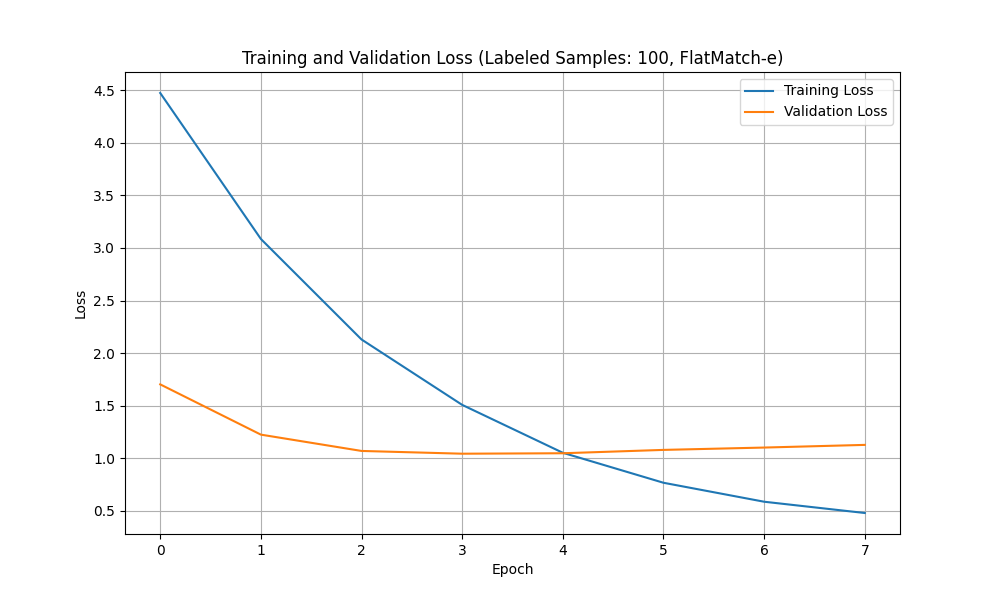 Training and Validation Loss (Labeled Samples: 100, FlatMatch-e)
Training Loss
Validation Loss
Loss
4.5
4.0
3.5
3.0
2.5
2.0
1.5
1.0
0.5
0 1 2 3 4 5 6 7
Epoch